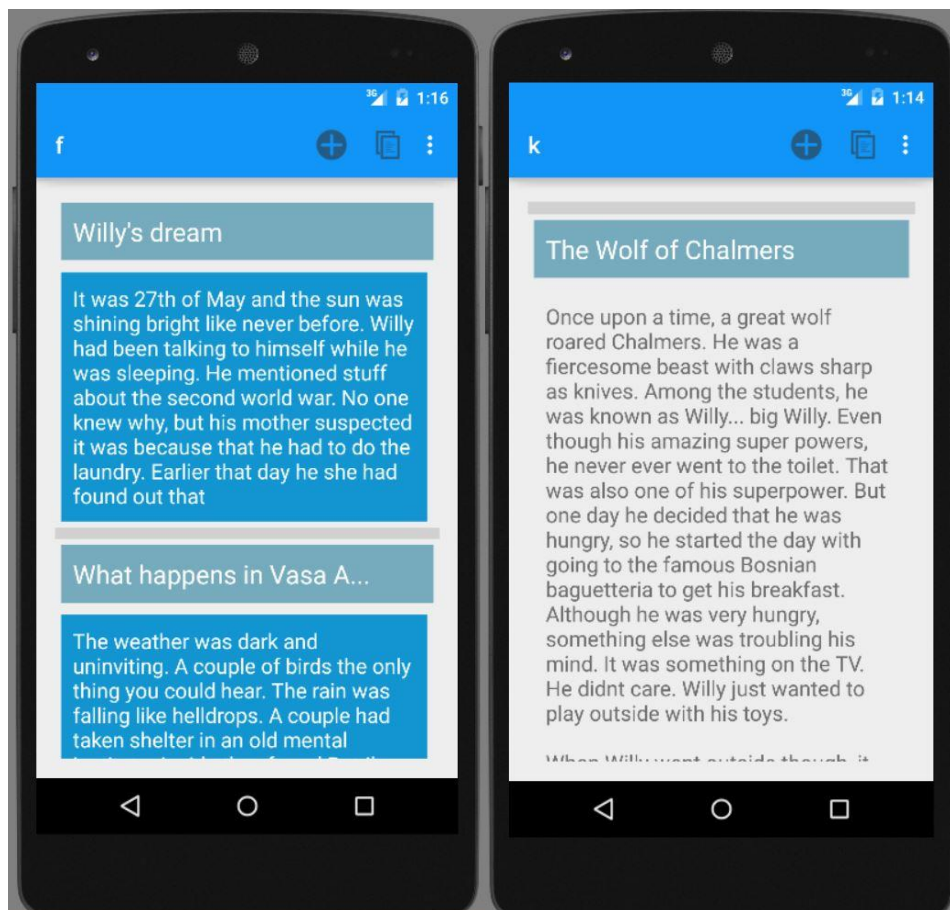 3G 1:16
f
Willy's dream
It was 27th of May and the sun was
shining bright like never before. Willy
had been talking to himself while he
was sleeping. He mentioned stuff
about the second world war. No one
knew why, but his mother suspected
it was because that he had to do the
laundry. Earlier that day he she had
found out that
What happens in Vasa A...
The weather was dark and
uninviting. A couple of birds the only
thing you could hear. The rain was
falling like helldrops. A couple had
taken shelter in an old mental
3G 1:14
k
The Wolf of Chalmers
Once upon a time, a great wolf
roared Chalmers. He was a
fiercesome beast with claws sharp
as knives. Among the students, he
was known as Willy... big Willy. Even
though his amazing super powers,
he never ever went to the toilet. That
was also one of his superpower. But
one day he decided that he was
hungry, so he started the day with
going to the famous Bosnian
baguetteria to get his breakfast.
Although he was very hungry,
something else was troubling his
mind. It was something on the TV.
He didnt care. Willy just wanted to
play outside with his toys.
When Willy went outside though, it